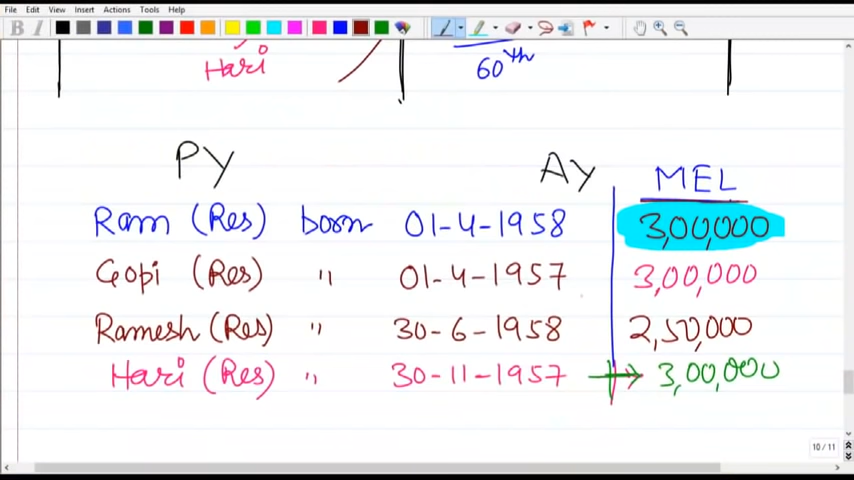 File Edit View Insert Actions Tools Help
B I
Hari
60th
PY AY MEL
Ram (Res) born 01-4-1958 3,00,000
Gopi (Res) " 01-4-1957 3,00,000
Ramesh (Res) " 30-6-1958 2,50,000
Hari (Res) " 30-11-1957 → 3,00,000
10/11